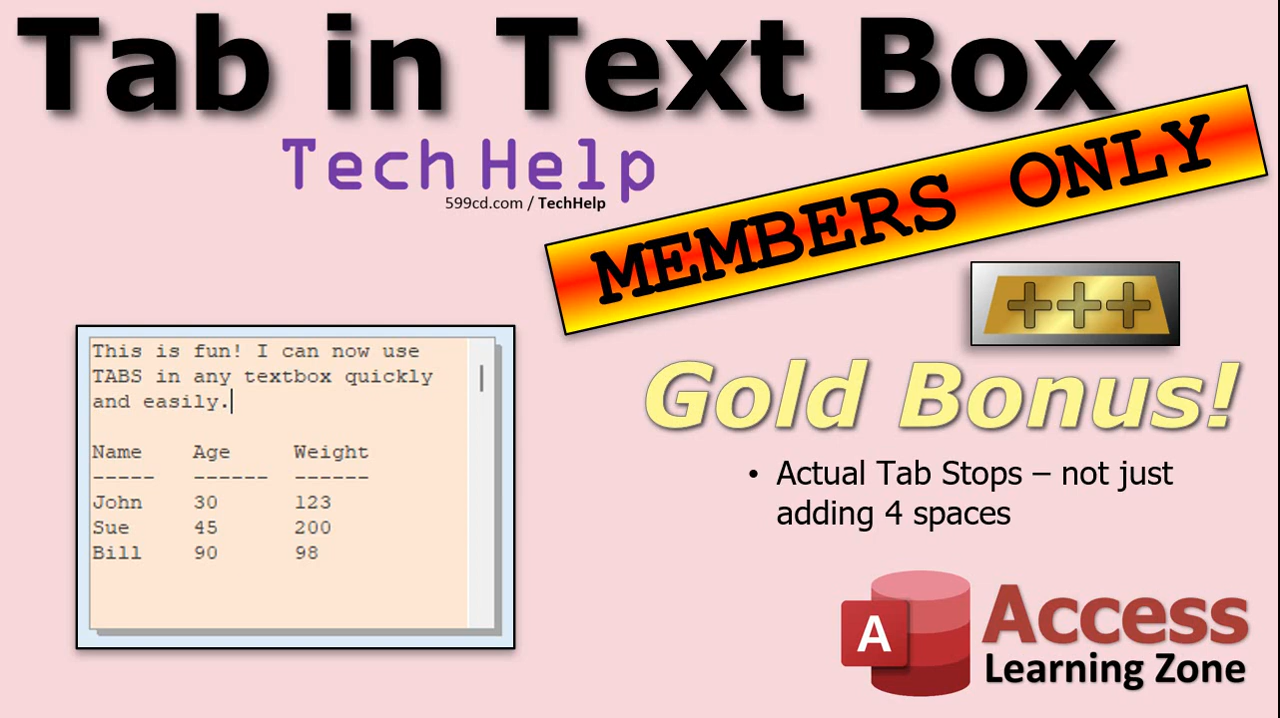 Tab in Text Box
TechHelp
599cd.com / TechHelp
MEMBERS ONLY
+++
This is fun! I can now use
TABS in any textbox quickly
and easily.
Name Age Weight
----- ------ ------
John 30 123
Sue 45 200
Bill 90 98
Gold Bonus!
• Actual Tab Stops – not just
adding 4 spaces
A
Access
Learning Zone